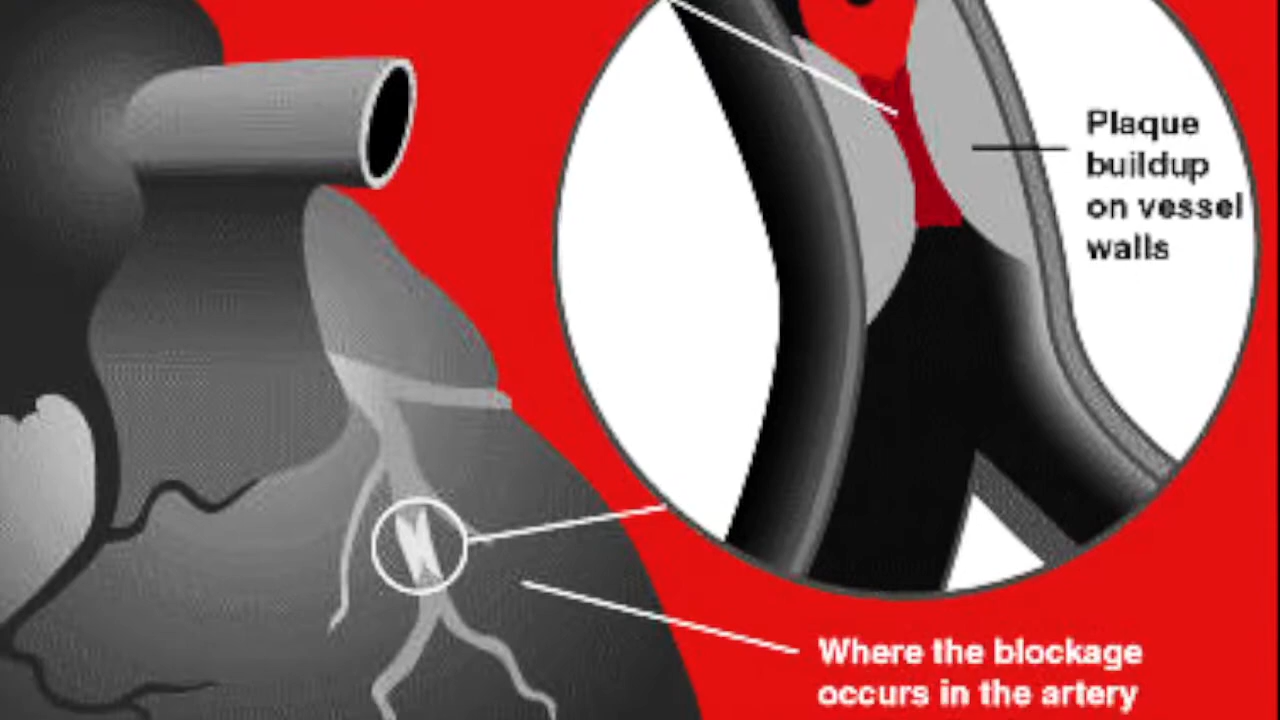 Plaque
buildup
on vessel
walls
Where the blockage
occurs in the artery